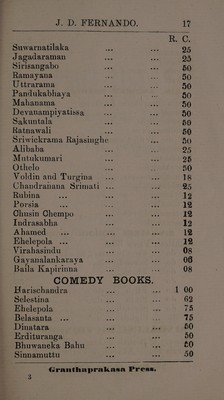 J. D. FERNANDO. 17
R. C.
Suwarnatilaka ... ... 25
Jagadaraman ... ... 25
Sirisangabo ... ... 50
Ramayana ... ... 50
Uttrarama ... ... 50
Pandukabhaya ... ... 50
Mahanama ... ... 50
Devanampiyatissa ... ... 50
Sakuntala ... ... 50
Ratnawali ... ... 50
Sriwickrama Rajasinghe ... 50
Alibaba ... ... 25
Mutukumari ... ... 25
Othelo ... ... 50
Voldin and Turgina ... ... 18
Chandranana Srimati ... ... 25
Rubina ... ... 12
Porsia ... ... 12
Chusin Chempo ... ... 12
Indrasabha ... ... 12
Ahamed ... ... 12
Ehelepola ... ... 12
Virahasindu ... ... 08
Gayanalankaraya ... ... 06
Baila Kapirinna ... ... 08
COMEDY BOOKS.
Harischandra ... ... 1 00
Selestina ... ... 62
Ehelepola ... ... 75
Belasanta ... ... ... 75
Dinatara ... ... 50
Erdituranga ... ... 50
Bhuwaneka Bahu ... ... 50
Sinnamuttu ... ... 50
Granthaprakasa Press.
3